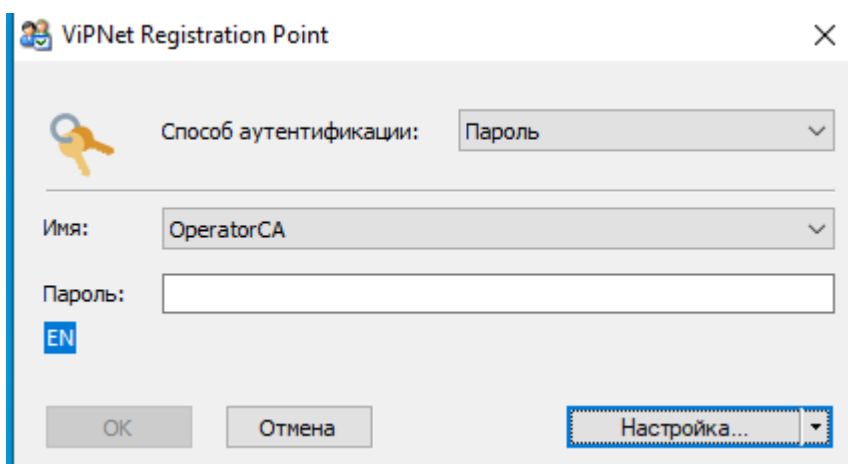 ViPNet Registration Point
Способ аутентификации: Пароль
Имя: OperatorCA
Пароль:
EN
OK Отмена Настройка...